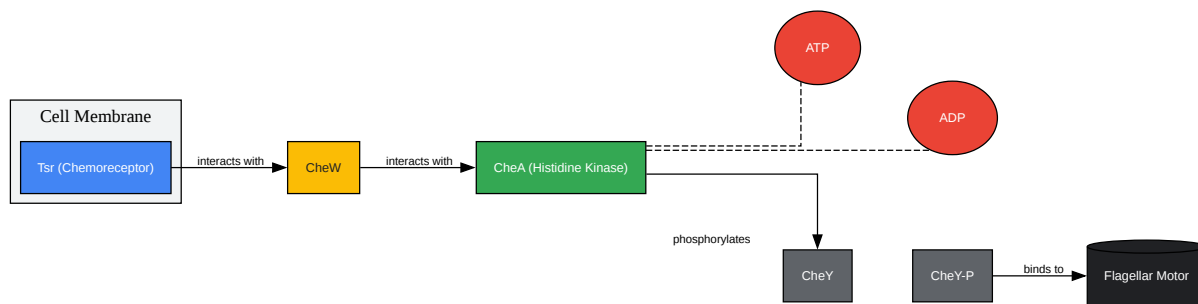 ATP
ADP
Cell Membrane
Tsr (Chemoreceptor)
interacts with
CheW
interacts with
CheA (Histidine Kinase)
phosphorylates
CheY
CheY-P
binds to
Flagellar Motor